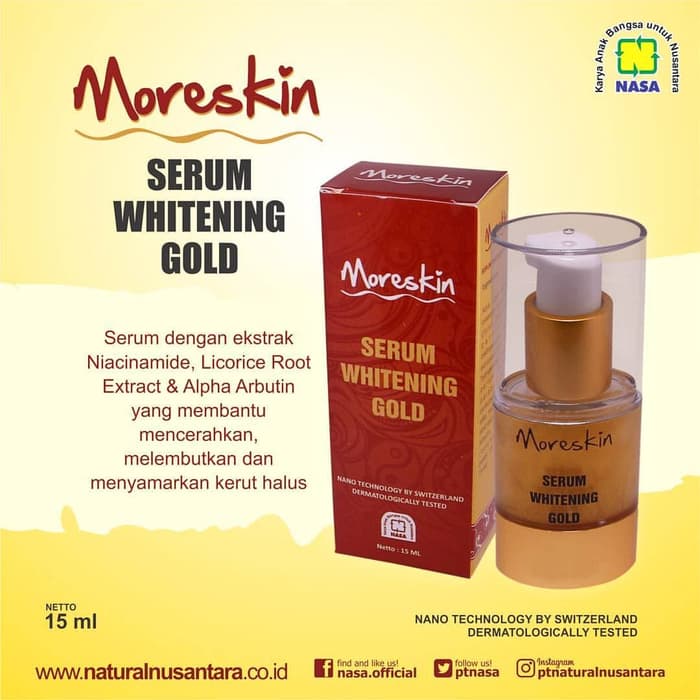 Karya Anak Bangsa untuk Nusantara
NASA
Moreskin
SERUM
WHITENING
GOLD
Serum dengan ekstrak
Niacinamide, Licorice Root
Extract & Alpha Arbutin
yang membantu
mencerahkan,
melembutkan dan
menyamarkan kerut halus
Moreskin
Moreskin
SERUM
WHITENING
GOLD
NANO TECHNOLOGY BY SWITZERLAND
DERMATOLOGICALLY TESTED
NASA
Netto : 15 ML
Moreskin
SERUM
WHITENING
GOLD
NETTO
15 ml
NANO TECHNOLOGY BY SWITZERLAND
DERMATOLOGICALLY TESTED
www.naturalnusantara.co.id
find and like us!
nasa.official
follow us!
ptnasa
Instagram
ptnaturalnusantara